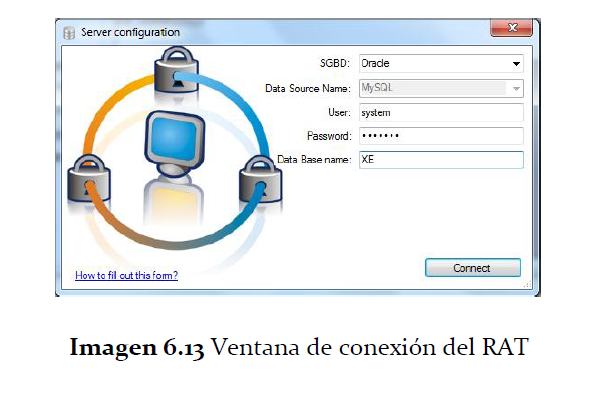 Server configuration
SGBD: Oracle
Data Source Name: MySQL
User: system
Password: •••••••
Data Base name: XE
How to fill out this form?
Connect
Imagen 6.13 Ventana de conexión del RAT